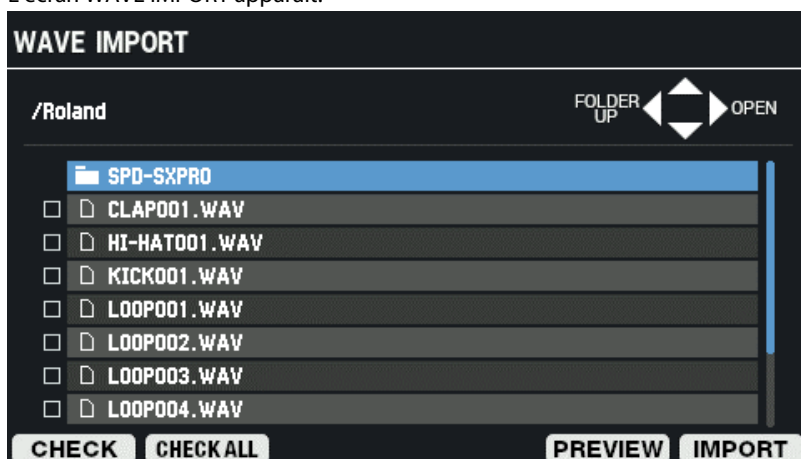 L'écran WAVE IMPORT apparaît.
WAVE IMPORT
/Roland
FOLDER UP
OPEN
SPD-SXPRO
CLAP001.WAV
HI-HAT001.WAV
KICK001.WAV
LOOP001.WAV
LOOP002.WAV
LOOP003.WAV
LOOP004.WAV
CHECK CHECK ALL PREVIEW IMPORT